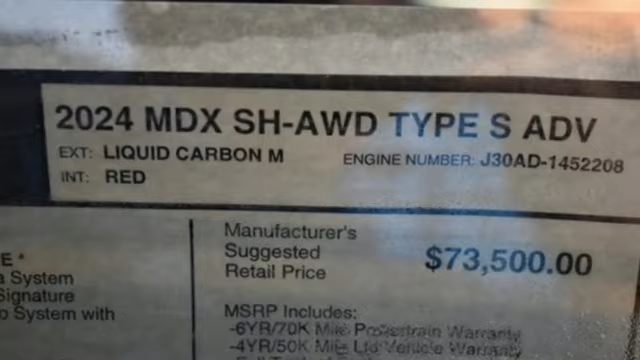 2024 MDX SH-AWD TYPE S ADV
EXT: LIQUID CARBON M
ENGINE NUMBER: J30AD-1452208
INT: RED
E*
a System
Signature
o System with
Manufacturer's
Suggested
Retail Price
$73,500.00
MSRP Includes:
-6YR/70K Mile Powertrain Warranty
-4YR/50K Mile Ltd Vehicle Warranty